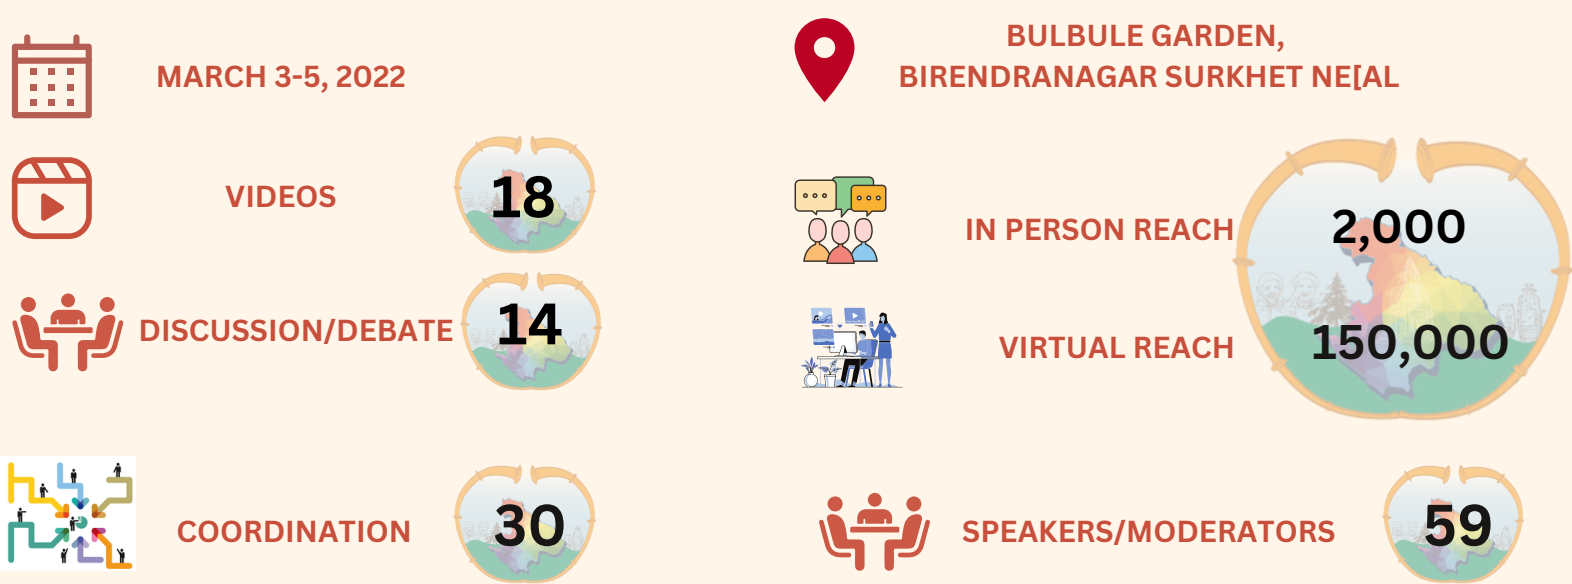 MARCH 3-5, 2022
BULBULE GARDEN,
BIRENDRANAGAR SURKHET NE[AL
VIDEOS
18
IN PERSON REACH
2,000
DISCUSSION/DEBATE
14
VIRTUAL REACH
150,000
COORDINATION
30
SPEAKERS/MODERATORS
59